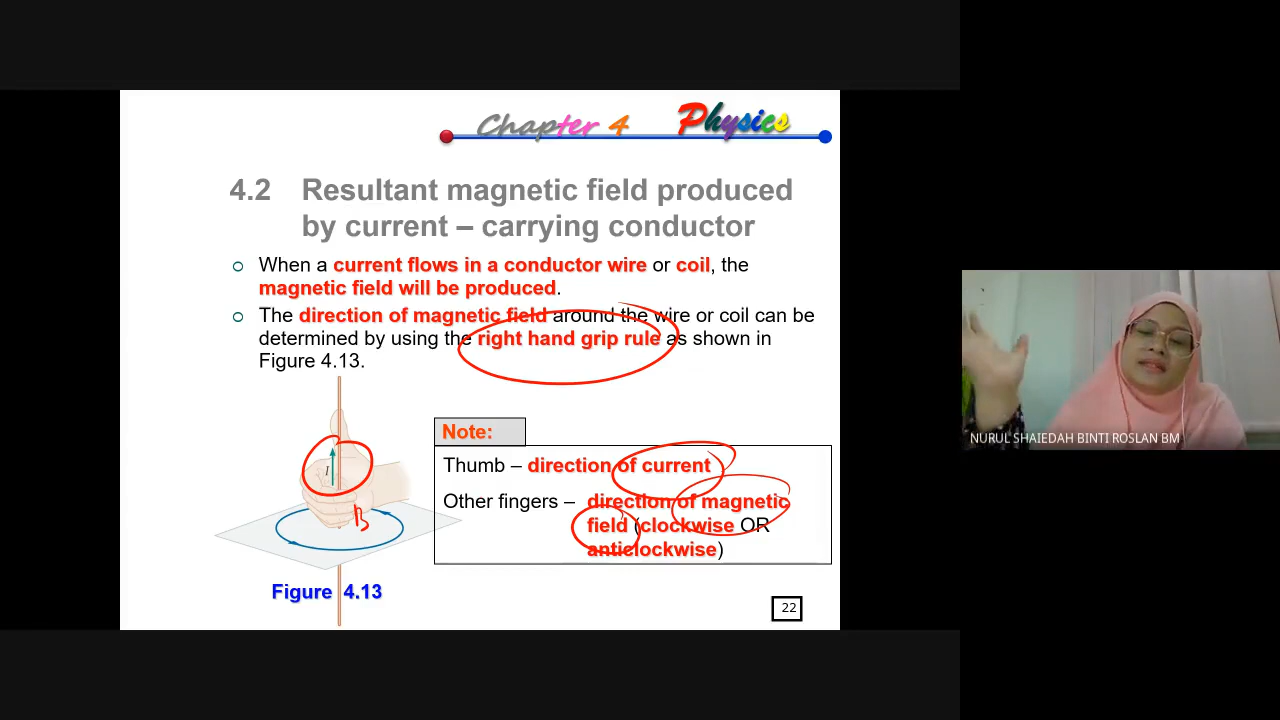 Chapter 4 Physics
4.2 Resultant magnetic field produced
by current – carrying conductor
When a current flows in a conductor wire or coil, the
magnetic field will be produced.
The direction of magnetic field around the wire or coil can be
determined by using the right hand grip rule as shown in
Figure 4.13.
Note:
Thumb – direction of current
Other fingers – direction of magnetic
field (clockwise OR
anticlockwise)
I
B
Figure 4.13
22
NURUL SHAIEDAH BINTI ROSLAN BM